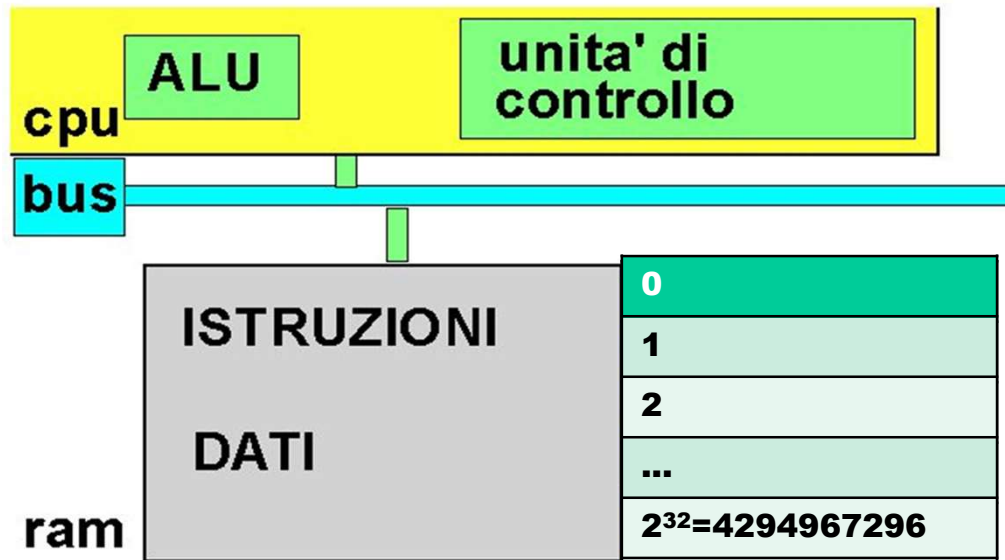 ALU
unita' di
controllo
cpu
bus
0
ISTRUZIONI
1
2
DATI
...
2³²=4294967296
ram